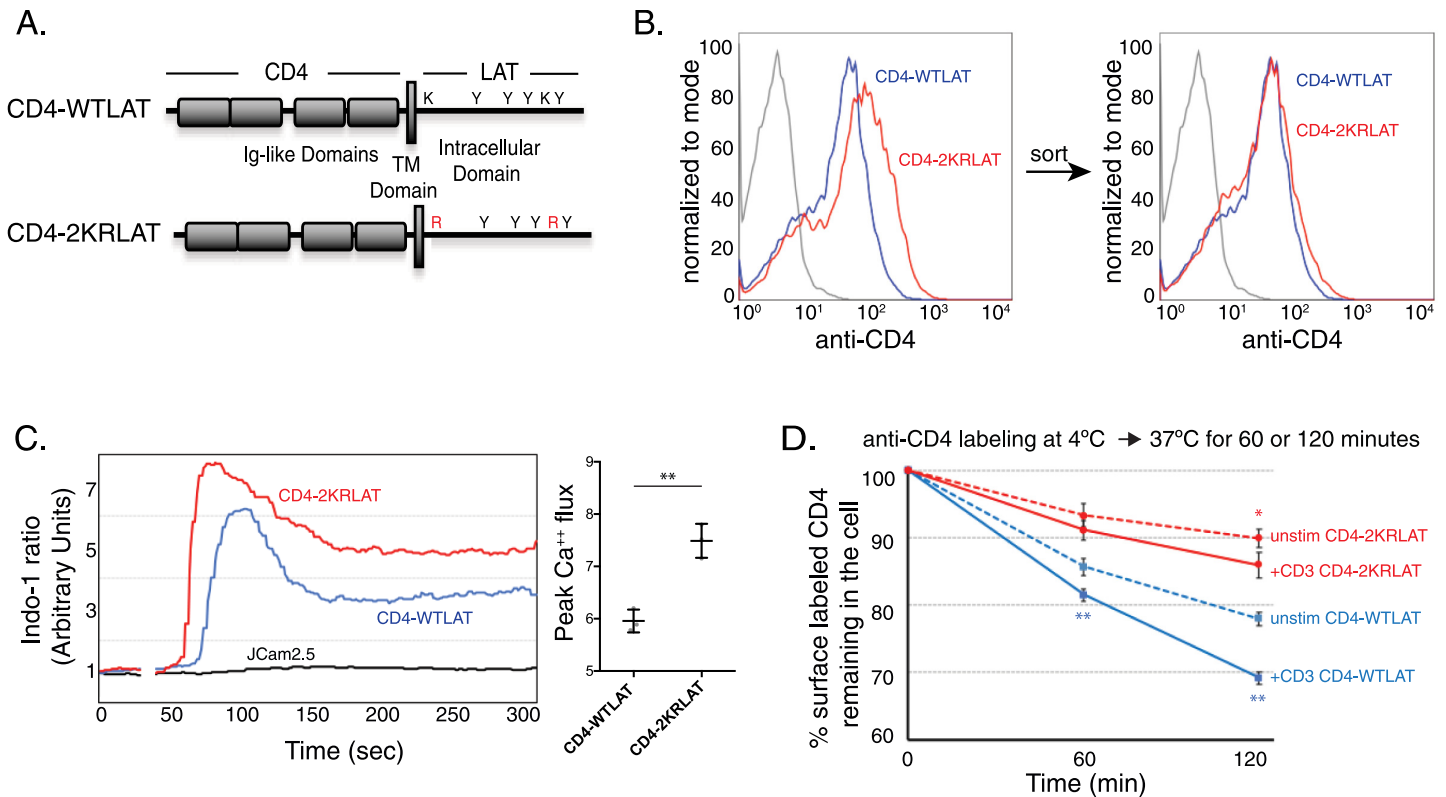 A.
CD4
LAT
CD4-WTLAT
K Y Y Y K Y
Ig-like Domains
TM Domain
Intracellular Domain
CD4-2KRLAT
R Y Y Y R Y
B.
normalized to mode
100
80
60
40
20
0
CD4-WTLAT
CD4-2KRLAT
10⁰ 10¹ 10² 10³ 10⁴
anti-CD4
sort
normalized to mode
100
80
60
40
20
0
CD4-WTLAT
CD4-2KRLAT
10⁰ 10¹ 10² 10³ 10⁴
anti-CD4
C.
Indo-1 ratio
(Arbitrary Units)
7
5
3
1
CD4-2KRLAT
CD4-WTLAT
JCam2.5
0 50 100 150 200 250 300
Time (sec)
Peak Ca⁺⁺ flux
9
8
7
6
5
**
CD4-WTLAT
CD4-2KRLAT
D.
anti-CD4 labeling at 4ºC → 37ºC for 60 or 120 minutes
% surface labeled CD4
remaining in the cell
100
90
80
70
60
*
unstim CD4-2KRLAT
+CD3 CD4-2KRLAT
**
unstim CD4-WTLAT
+CD3 CD4-WTLAT
**
0 60 120
Time (min)